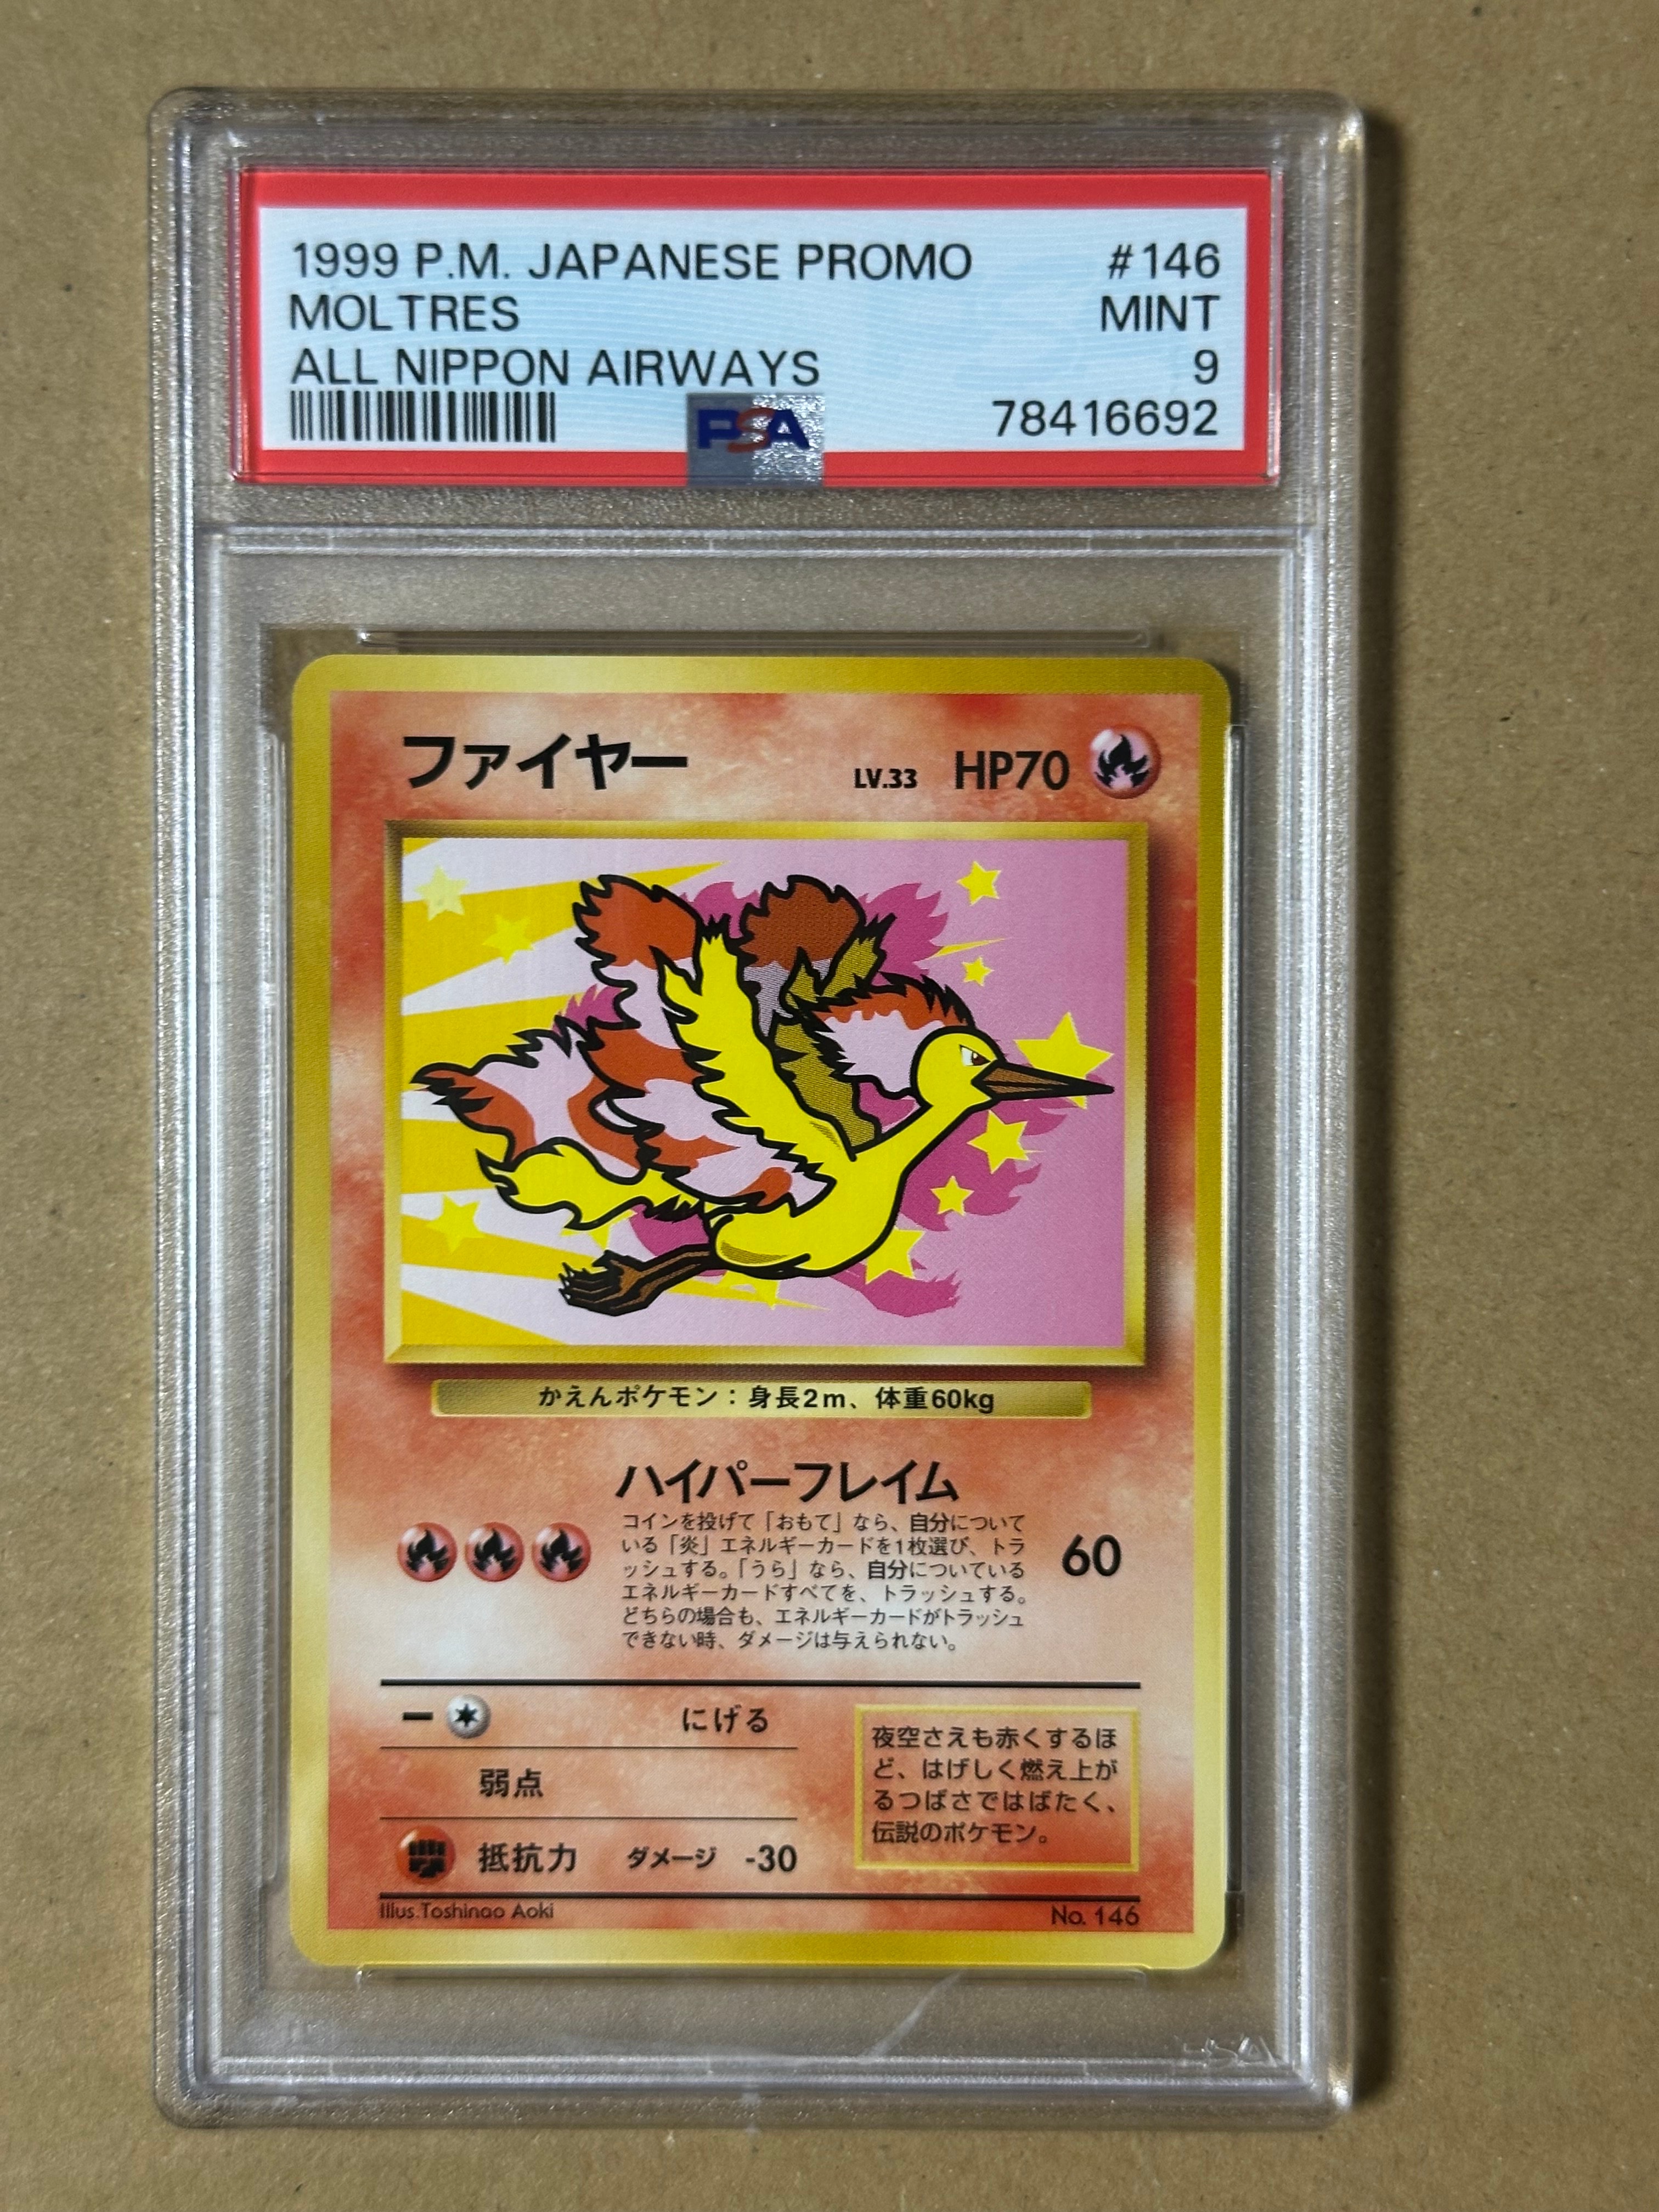 1999 P.M. JAPANESE PROMO #146
MOLTRES MINT
ALL NIPPON AIRWAYS 9
PSA 78416692
ファイヤー LV.33 HP70
かえんポケモン：身長2m、体重60kg
ハイパーフレイム
コインを投げて「おもて」なら、自分について
いる「炎」エネルギーカードを1枚選び、トラ
ッシュする。「うら」なら、自分についている
エネルギーカードすべてを、トラッシュする。
どちらの場合も、エネルギーカードがトラッシュ
できない時、ダメージは与えられない。
60
ー にげる
弱点
抵抗力 ダメージ -30
夜空さえも赤くするほ
ど、はげしく燃え上が
るつばさではばたく、
伝説のポケモン。
Illus.Toshinao Aoki No. 146
PSA